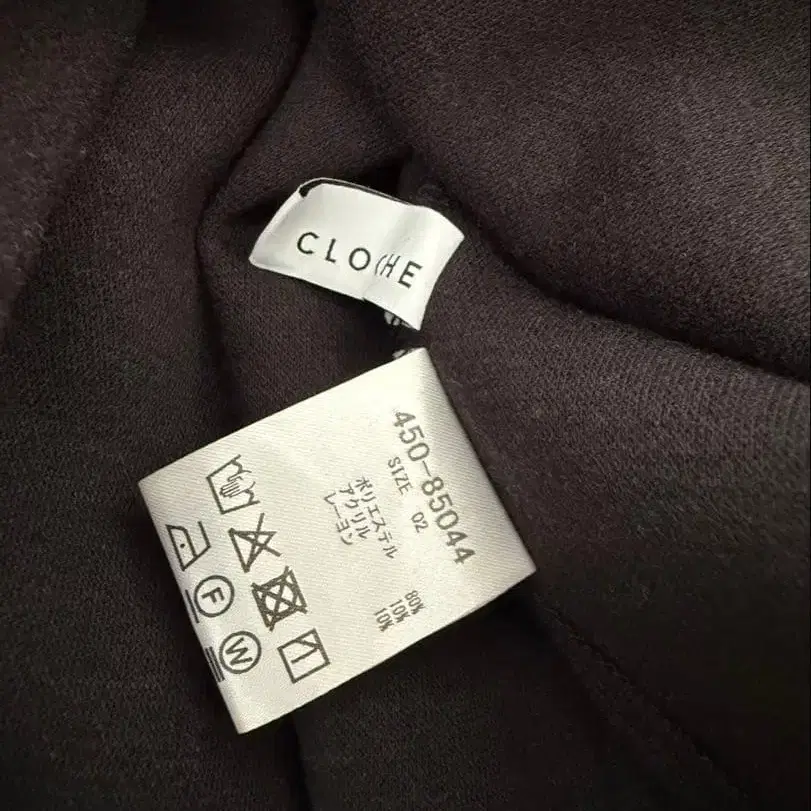 CLOCHE
450-85044
SIZE 02
ポリエステル 80%
アクリル 10%
レーヨン 10%
F
W